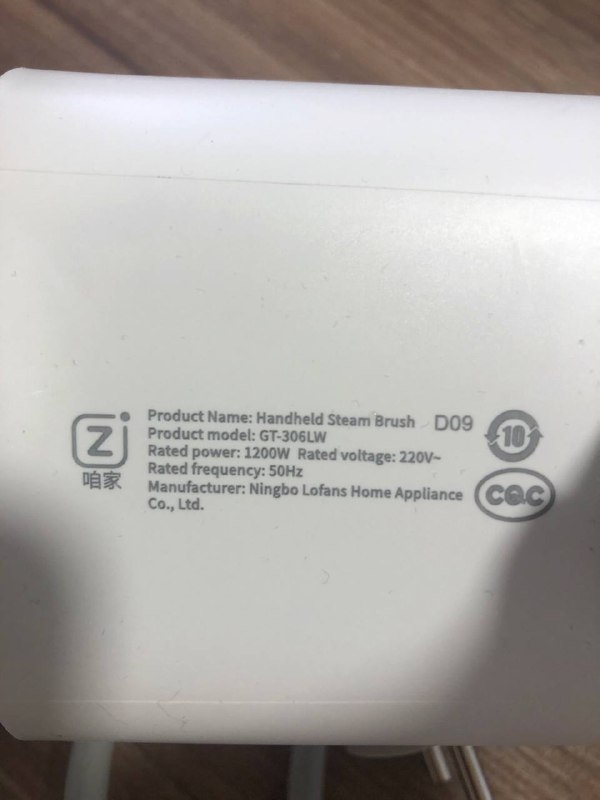 Z
咱家
Product Name: Handheld Steam Brush D09
Product model: GT-306LW
Rated power: 1200W Rated voltage: 220V~
Rated frequency: 50Hz
Manufacturer: Ningbo Lofans Home Appliance
Co., Ltd.
10
CQC